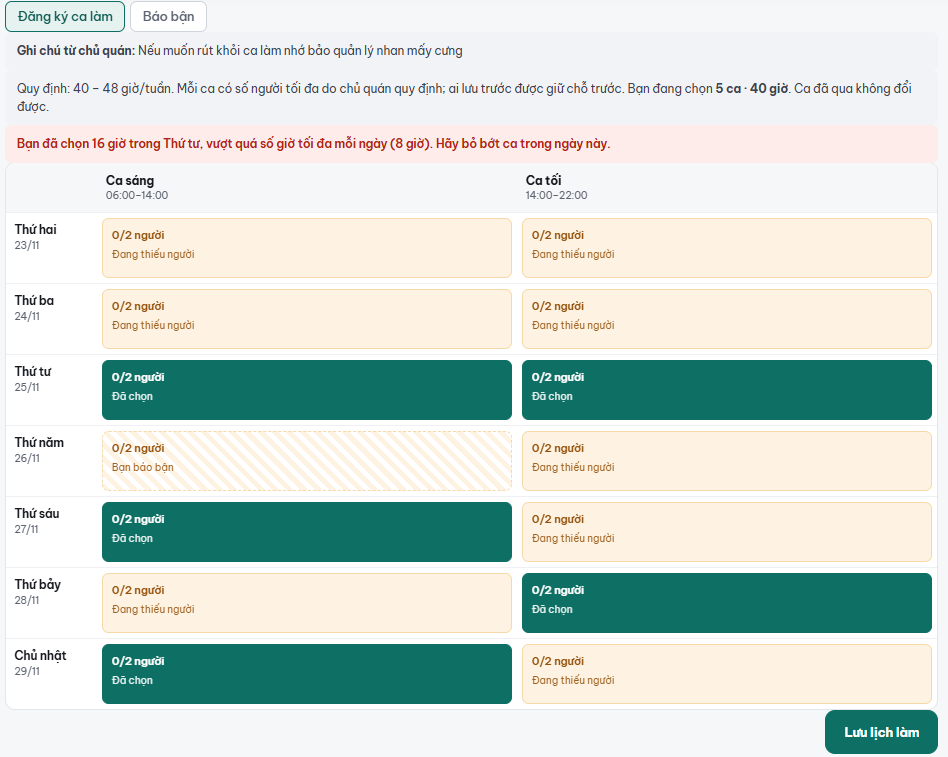 Đăng ký ca làm
Báo bận
Ghi chú từ chủ quán: Nếu muốn rút khỏi ca làm nhớ bảo quản lý nhan mấy cưng
Quy định: 40 – 48 giờ/tuần. Mỗi ca có số người tối đa do chủ quán quy định; ai lưu trước được giữ chỗ trước. Bạn đang chọn 5 ca · 40 giờ. Ca đã qua không đổi
được.
Bạn đã chọn 16 giờ trong Thứ tư, vượt quá số giờ tối đa mỗi ngày (8 giờ). Hãy bỏ bớt ca trong ngày này.
Ca sáng
06:00–14:00
Ca tối
14:00–22:00
Thứ hai
23/11
0/2 người
Đang thiếu người
0/2 người
Đang thiếu người
Thứ ba
24/11
0/2 người
Đang thiếu người
0/2 người
Đang thiếu người
Thứ tư
25/11
0/2 người
Đã chọn
0/2 người
Đã chọn
Thứ năm
26/11
0/2 người
Bạn báo bận
0/2 người
Đang thiếu người
Thứ sáu
27/11
0/2 người
Đã chọn
0/2 người
Đang thiếu người
Thứ bảy
28/11
0/2 người
Đang thiếu người
0/2 người
Đã chọn
Chủ nhật
29/11
0/2 người
Đã chọn
0/2 người
Đang thiếu người
Lưu lịch làm